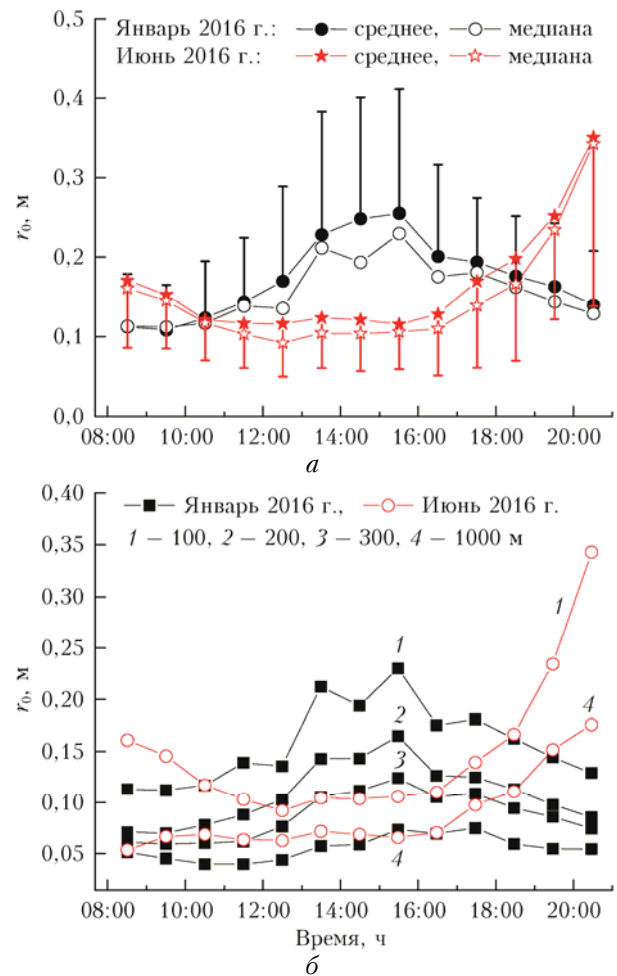 Январь 2016 г.: среднее, медиана
Июнь 2016 г.: среднее, медиана
0,5
0,4
0,3
0,2
0,1
0,0
r₀, м
08:00 10:00 12:00 14:00 16:00 18:00 20:00
а
0,40
0,35
0,30
0,25
0,20
0,15
0,10
0,05
r₀, м
Январь 2016 г., Июнь 2016 г.
1 – 100, 2 – 200, 3 – 300, 4 – 1000 м
1
1
2
4
3
4
08:00 10:00 12:00 14:00 16:00 18:00 20:00
Время, ч
б